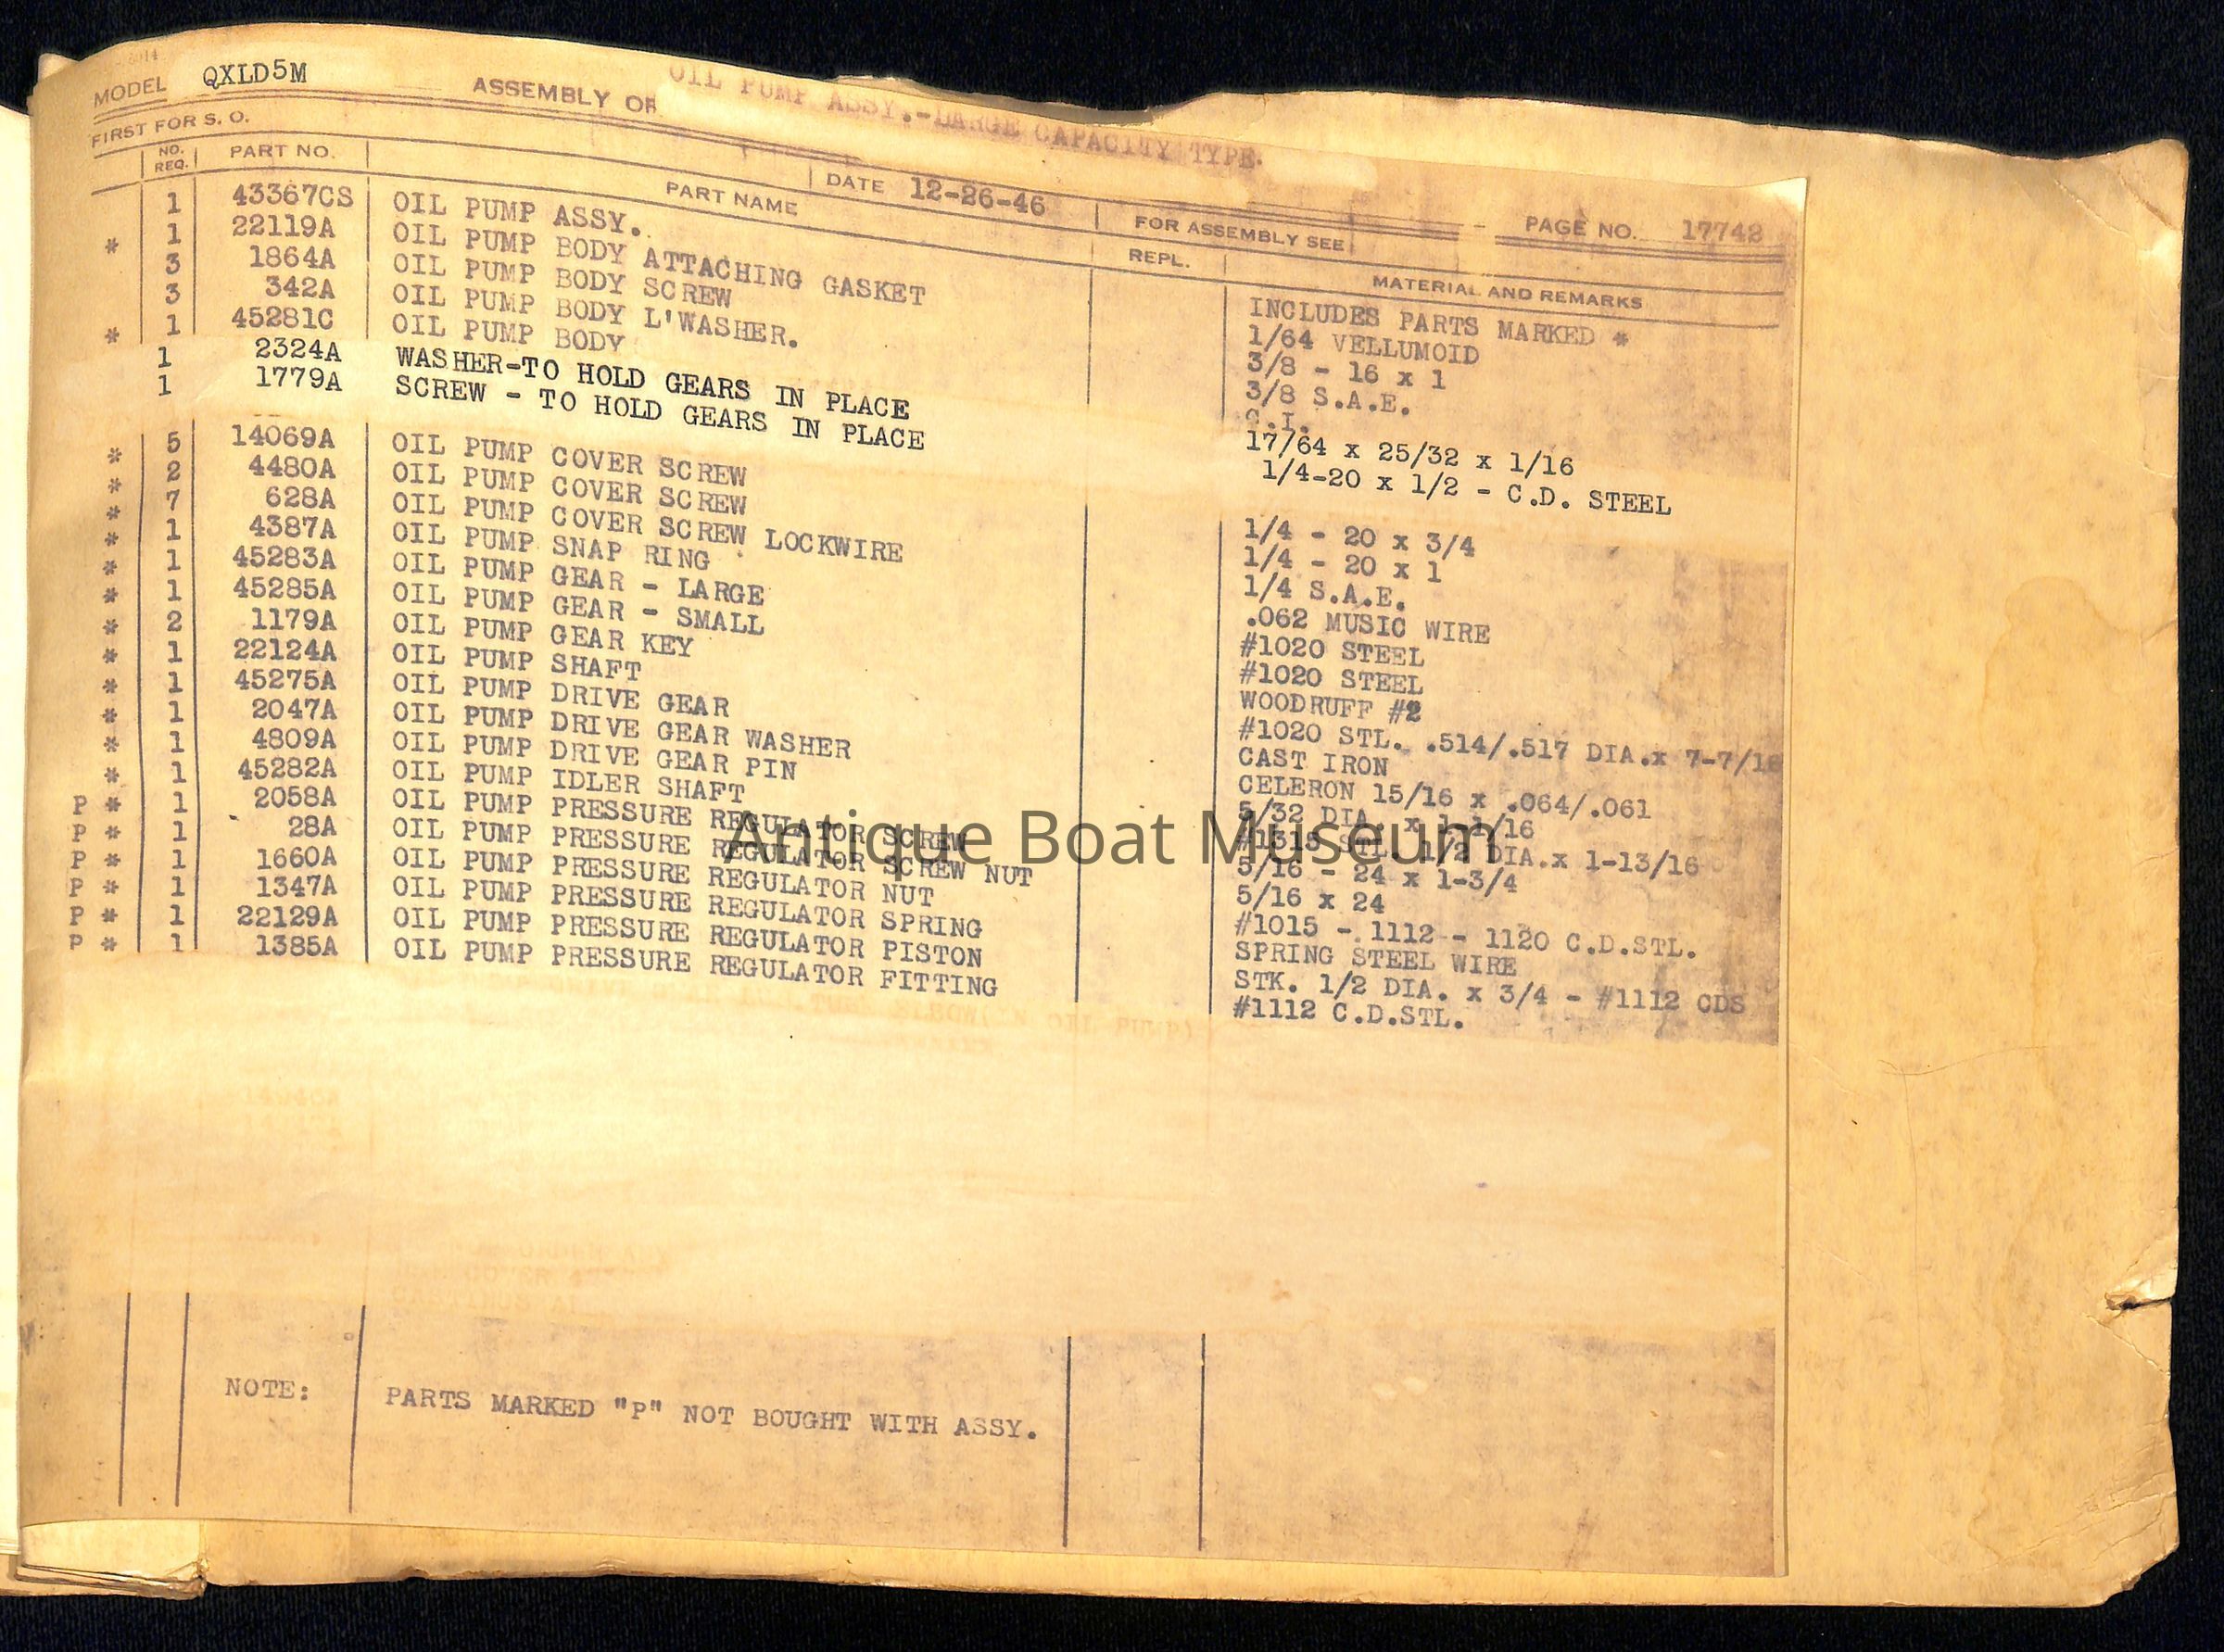 MODEL QXLD5M ASSEMBLY OF OIL PUMP ASSY.-LARGE CAPACITY TYPE.
FIRST FOR S. O. DATE 12-26-46 FOR ASSEMBLY SEE PAGE NO. 17742
NO. REQ. PART NO. PART NAME REPL. MATERIAL AND REMARKS
1 43367CS OIL PUMP ASSY. INCLUDES PARTS MARKED *
* 1 22119A OIL PUMP BODY ATTACHING GASKET 1/64 VELLUMOID
3 1864A OIL PUMP BODY SCREW 3/8 - 16 x 1
3 342A OIL PUMP BODY L'WASHER. 3/8 S.A.E.
* 1 45281C OIL PUMP BODY C.I.
1 2324A WASHER-TO HOLD GEARS IN PLACE 17/64 x 25/32 x 1/16
1 1779A SCREW - TO HOLD GEARS IN PLACE 1/4-20 x 1/2 - C.D. STEEL
* 5 14069A OIL PUMP COVER SCREW 1/4 - 20 x 3/4
* 2 4480A OIL PUMP COVER SCREW 1/4 - 20 x 1
* 7 628A OIL PUMP COVER SCREW LOCKWIRE 1/4 S.A.E.
* 1 4387A OIL PUMP SNAP RING .062 MUSIC WIRE
* 1 45283A OIL PUMP GEAR - LARGE #1020 STEEL
* 1 45285A OIL PUMP GEAR - SMALL #1020 STEEL
* 2 1179A OIL PUMP GEAR KEY WOODRUFF #2
* 1 22124A OIL PUMP SHAFT #1020 STL. .514/.517 DIA.x 7-7/16
* 1 45275A OIL PUMP DRIVE GEAR CAST IRON
* 1 2047A OIL PUMP DRIVE GEAR WASHER CELERON 15/16 x .064/.061
* 1 4809A OIL PUMP DRIVE GEAR PIN 5/32 DIA. x 1-1/16
* 1 45282A OIL PUMP IDLER SHAFT #1315 STL. 1/2 DIA.x 1-13/16
P * 1 2058A OIL PUMP PRESSURE REGULATOR SCREW 5/16 - 24 x 1-3/4
P * 1 28A OIL PUMP PRESSURE REGULATOR SCREW NUT 5/16 x 24
P * 1 1660A OIL PUMP PRESSURE REGULATOR NUT #1015 - 1112 - 1120 C.D.STL.
P * 1 1347A OIL PUMP PRESSURE REGULATOR SPRING SPRING STEEL WIRE
P * 1 22129A OIL PUMP PRESSURE REGULATOR PISTON STK. 1/2 DIA. x 3/4 - #1112 CDS
P * 1 1385A OIL PUMP PRESSURE REGULATOR FITTING #1112 C.D.STL.
Antique Boat Museum
NOTE: PARTS MARKED "P" NOT BOUGHT WITH ASSY.